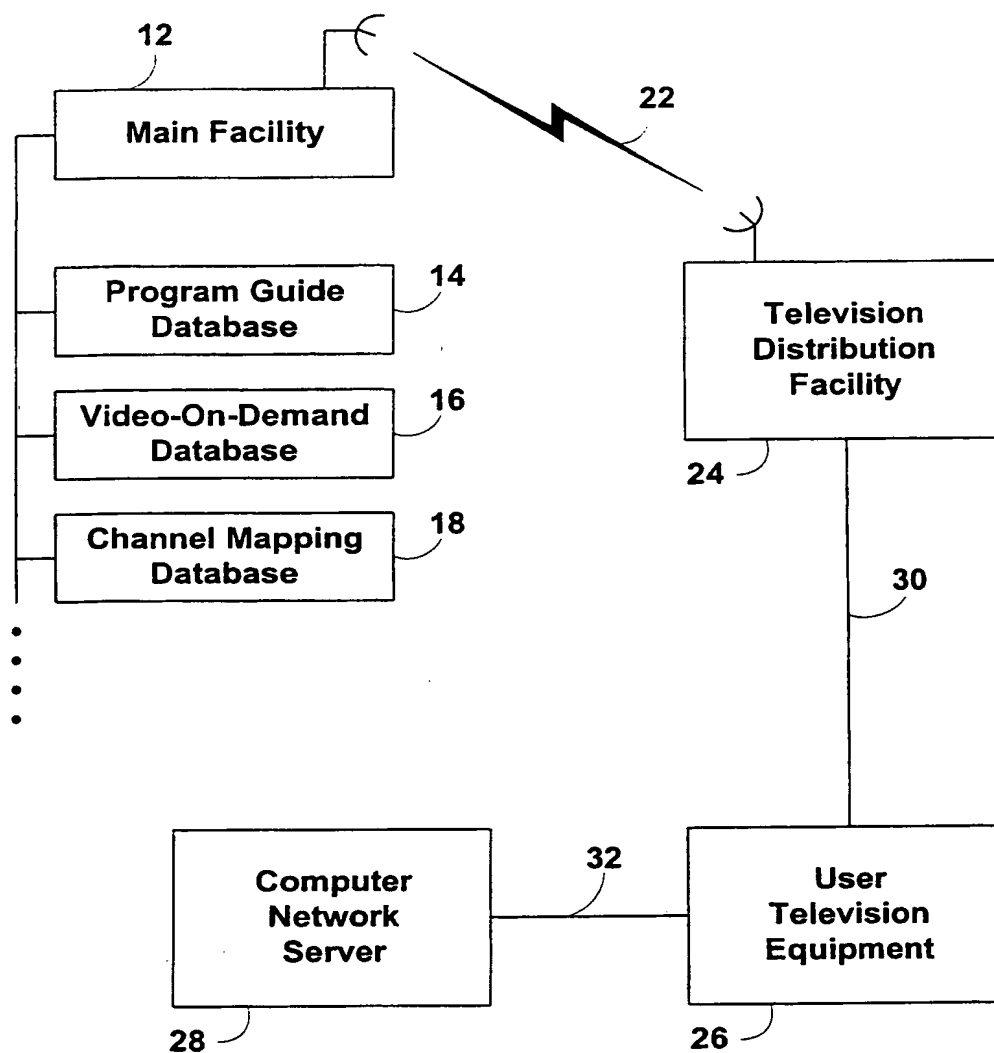 12
Main Facility
22
Program Guide
Database
14
Video-On-Demand
Database
16
Channel Mapping
Database
18
Television
Distribution
Facility
24
30
Computer
Network
Server
28
32
User
Television
Equipment
26